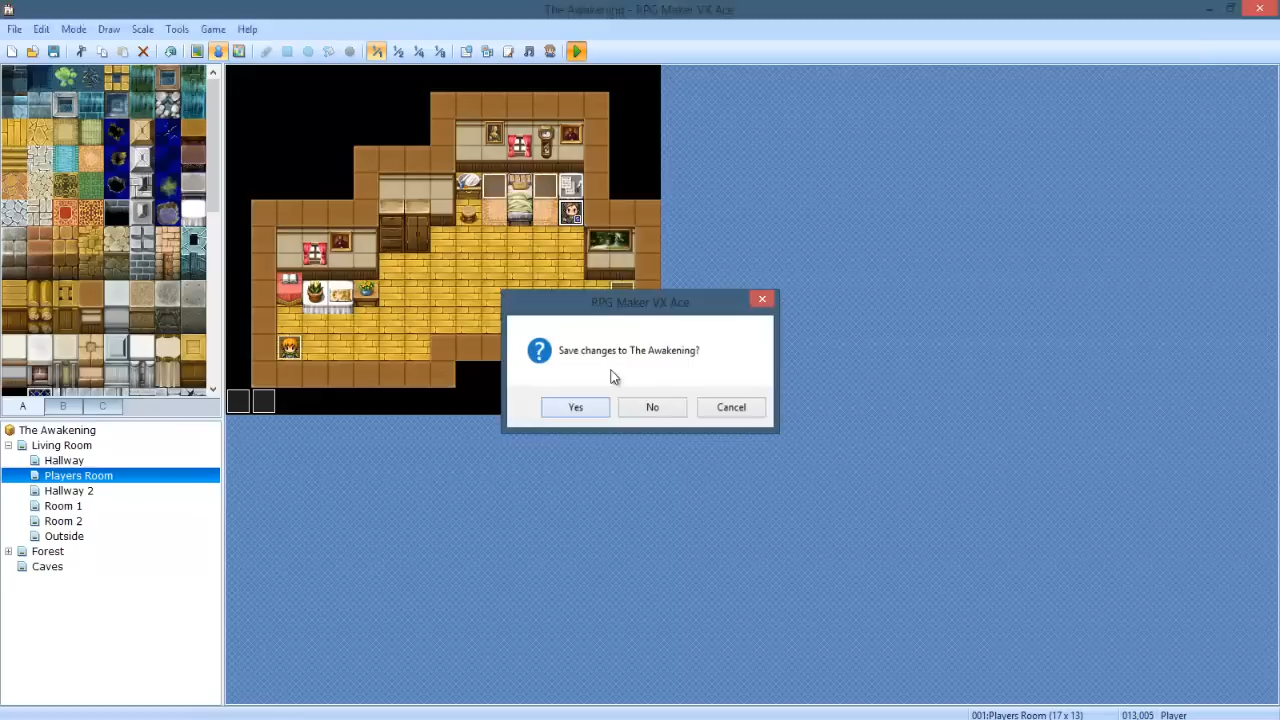 The Awakening - RPG Maker VX Ace
File Edit Mode Draw Scale Tools Game Help
RPG Maker VX Ace
Save changes to The Awakening?
Yes No Cancel
A B C
The Awakening
Living Room
Hallway
Players Room
Hallway 2
Room 1
Room 2
Outside
Forest
Caves
001:Players Room (17 x 13) 013,005 Player